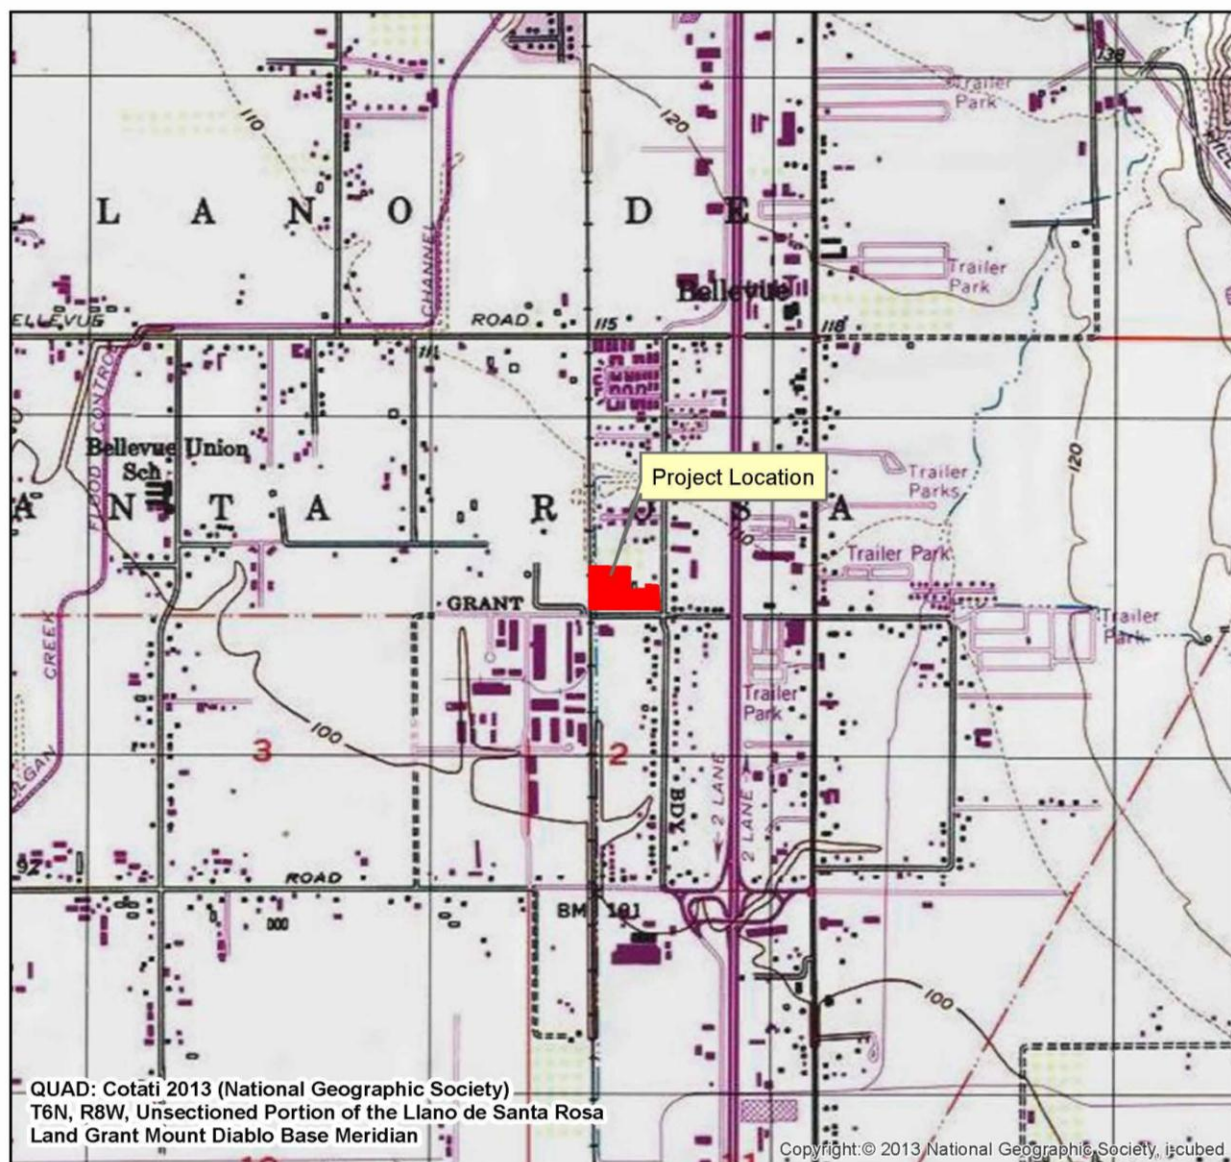 138
Trailer
Park
110
120
L L A N O D E
CHANNEL
Trailer
Park
Bellevue
BELLEVUE ROAD 115 118
111
FLOOD CONTROL
Bellevue Union
Sch
Project Location
Trailer
Parks
120
A N T A R O S A
110
Trailer Park
GRANT
Trailer
Park
CREEK
Trailer
Park
100
3
2
BDY
2 LANE
2 LANE
92
ROAD
BM 101
100
QUAD: Cotati 2013 (National Geographic Society)
T6N, R8W, Unsectioned Portion of the Llano de Santa Rosa
Land Grant Mount Diablo Base Meridian
Copyright:© 2013 National Geographic Society, i-cubed